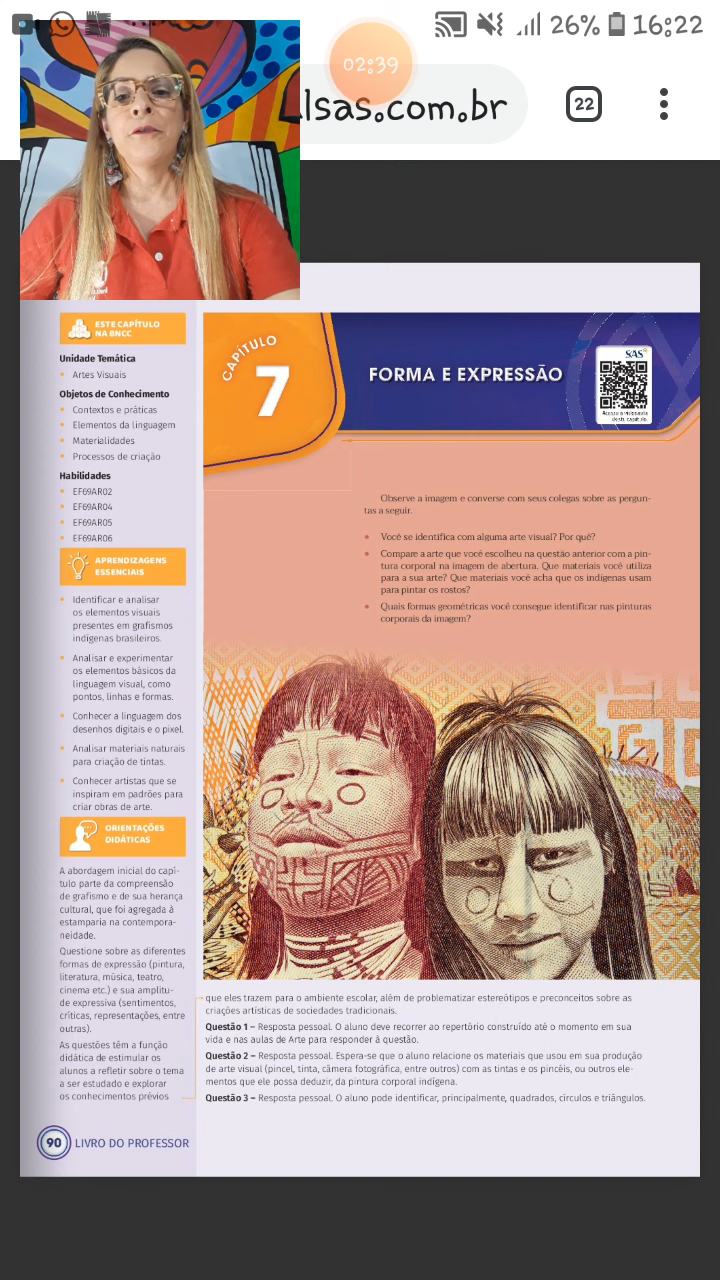 26% 16:22
02:39
lsas.com.br
22
ESTE CAPÍTULO
NA BNCC
Unidade Temática
Artes Visuais
Objetos de Conhecimento
Contextos e práticas
Elementos da linguagem
Materialidades
Processos de criação
Habilidades
EF69AR02
EF69AR04
EF69AR05
EF69AR06
APRENDIZAGENS
ESSENCIAIS
Identificar e analisar
os elementos visuais
presentes em grafismos
indígenas brasileiros.
Analisar e experimentar
os elementos básicos da
linguagem visual, como
pontos, linhas e formas.
Conhecer a linguagem dos
desenhos digitais e o pixel.
Analisar materiais naturais
para criação de tintas.
Conhecer artistas que se
inspiram em padrões para
criar obras de arte.
ORIENTAÇÕES
DIDÁTICAS
A abordagem inicial do capí-
tulo parte da compreensão
de grafismo e de sua herança
cultural, que foi agregada à
estamparia na contempora-
neidade.
Questione sobre as diferentes
formas de expressão (pintura,
literatura, música, teatro,
cinema etc.) e sua amplitu-
de expressiva (sentimentos,
críticas, representações, entre
outras).
As questões têm a função
didática de estimular os
alunos a refletir sobre o tema
a ser estudado e explorar
os conhecimentos prévios
CAPÍTULO
7
FORMA E EXPRESSÃO
SAS
Observe a imagem e converse com seus colegas sobre as pergun-
tas a seguir.
Você se identifica com alguma arte visual? Por quê?
Compare a arte que você escolheu na questão anterior com a pin-
tura corporal na imagem de abertura. Que materiais você utiliza
para a sua arte? Que materiais você acha que os indígenas usam
para pintar os rostos?
Quais formas geométricas você consegue identificar nas pinturas
corporais da imagem?
que eles trazem para o ambiente escolar, além de problematizar estereótipos e preconceitos sobre as
criações artísticas de sociedades tradicionais.
Questão 1 – Resposta pessoal. O aluno deve recorrer ao repertório construído até o momento em sua
vida e nas aulas de Arte para responder à questão.
Questão 2 – Resposta pessoal. Espera-se que o aluno relacione os materiais que usou em sua produção
de arte visual (pincel, tinta, câmera fotográfica, entre outros) com as tintas e os pincéis, ou outros ele-
mentos que ele possa deduzir, da pintura corporal indígena.
Questão 3 – Resposta pessoal. O aluno pode identificar, principalmente, quadrados, círculos e triângulos.
90 LIVRO DO PROFESSOR